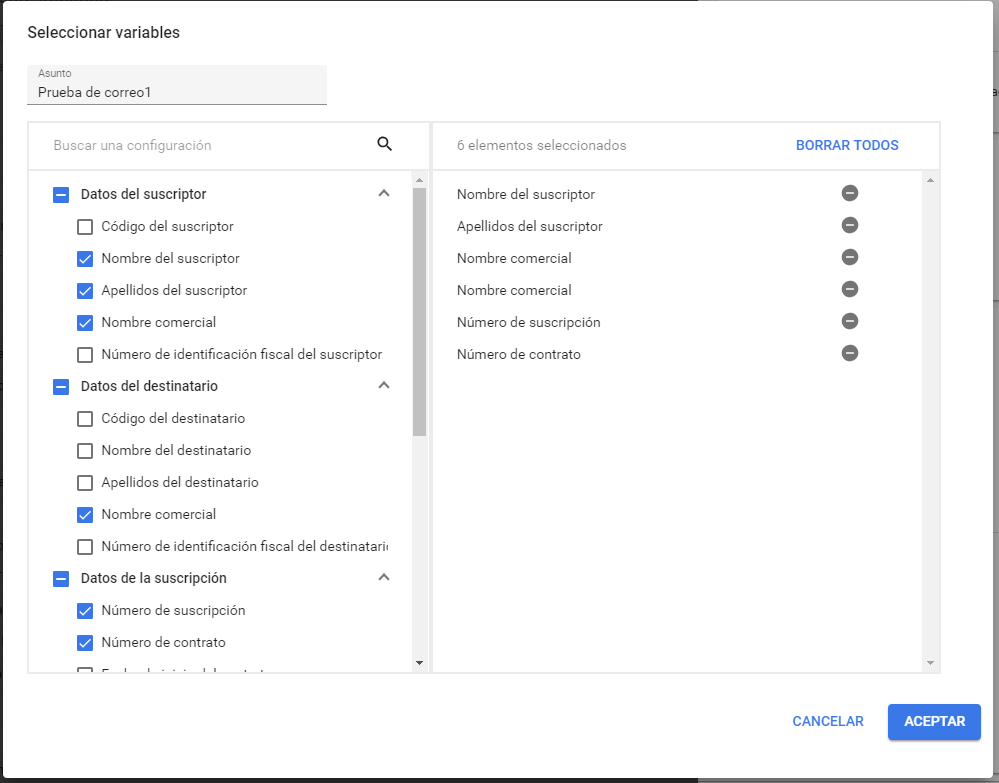 Seleccionar variables
Asunto
Prueba de correo1
Buscar una configuración
6 elementos seleccionados
BORRAR TODOS
Datos del suscriptor
Código del suscriptor
Nombre del suscriptor
Apellidos del suscriptor
Nombre comercial
Número de identificación fiscal del suscriptor
Datos del destinatario
Código del destinatario
Nombre del destinatario
Apellidos del destinatario
Nombre comercial
Número de identificación fiscal del destinatari
Datos de la suscripción
Número de suscripción
Número de contrato
Nombre del suscriptor
Apellidos del suscriptor
Nombre comercial
Nombre comercial
Número de suscripción
Número de contrato
CANCELAR
ACEPTAR